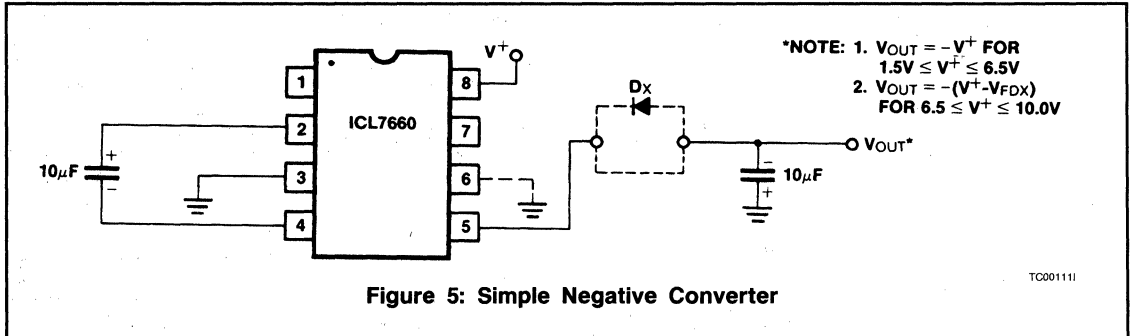 V+
*NOTE: 1. VOUT = –V+ FOR
1.5V ≤ V+ ≤ 6.5V
2. VOUT = –(V+-VFDX)
FOR 6.5 ≤ V+ ≤ 10.0V
DX
1
8
ICL7660
2
7
VOUT*
+
10μF
–
3
6
–
10μF
+
4
5
TC00111I
Figure 5: Simple Negative Converter